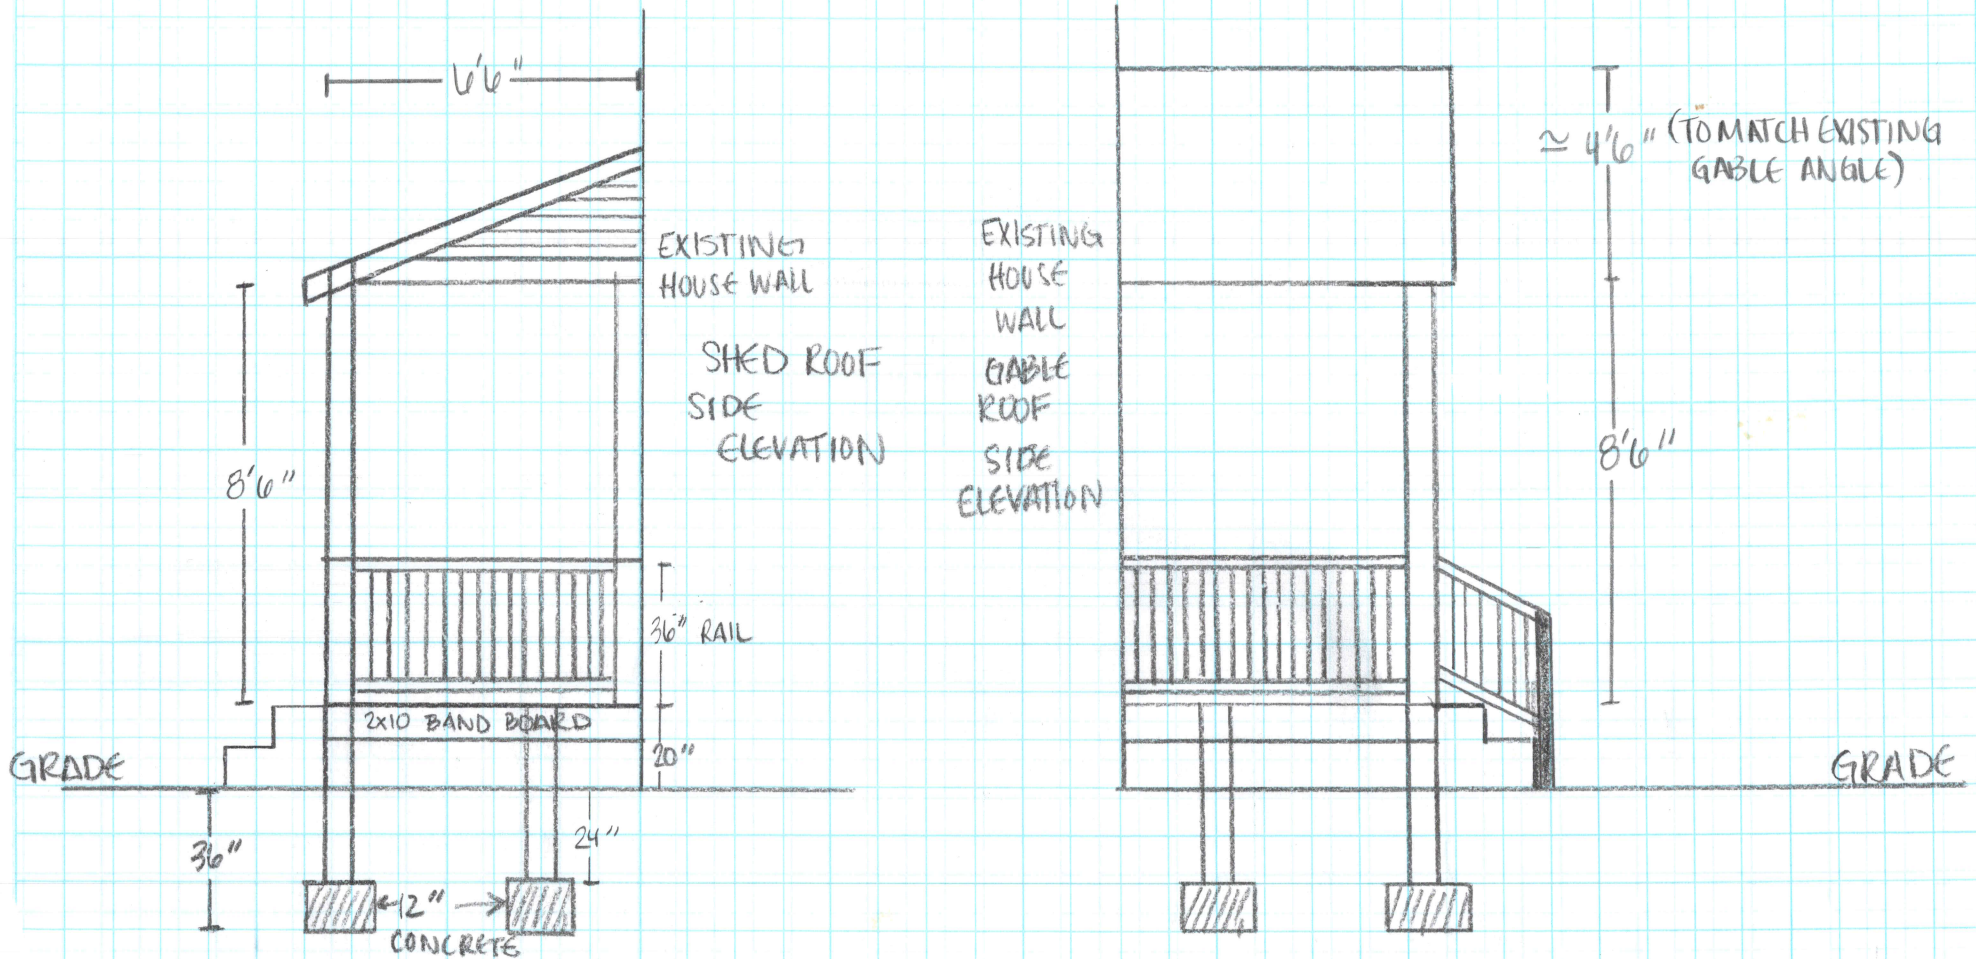 6'6"
≃ 4'6" (TO MATCH EXISTING
GABLE ANGLE)
EXISTING
HOUSE WALL
SHED ROOF
SIDE
ELEVATION
8'6"
36" RAIL
2x10 BAND BOARD
20"
GRADE
36"
24"
12"
CONCRETE
EXISTING
HOUSE
WALL
GABLE
ROOF
SIDE
ELEVATION
8'6"
GRADE